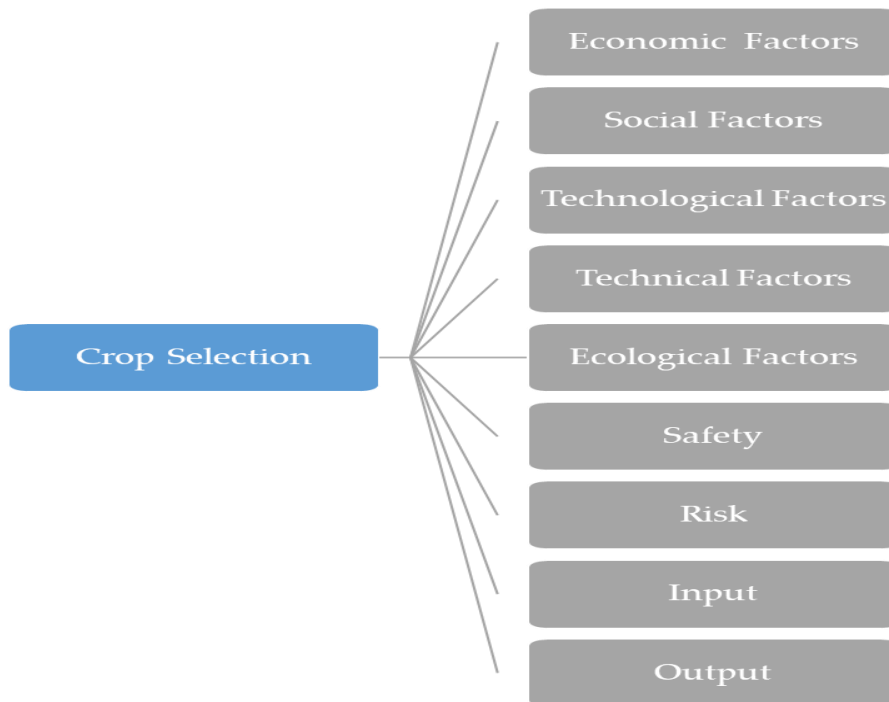 Economic Factors
Social Factors
Technological Factors
Technical Factors
Crop Selection
Ecological Factors
Safety
Risk
Input
Output